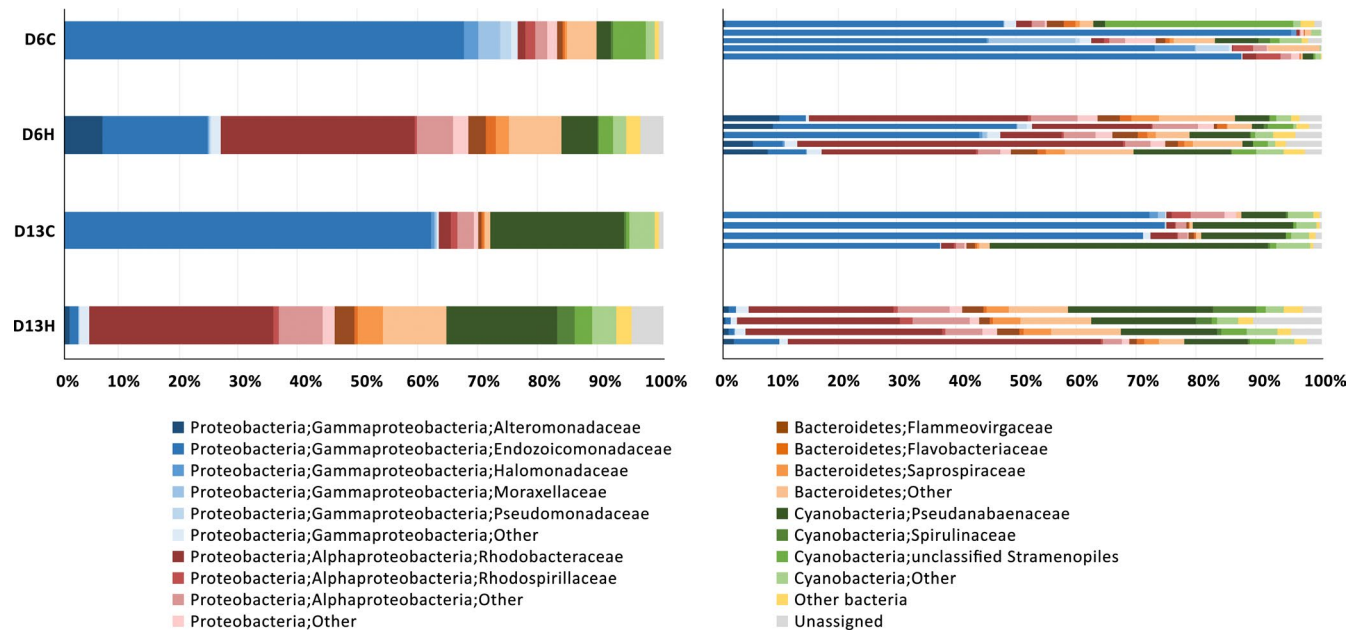 D6C
D6H
D13C
D13H
0% 10% 20% 30% 40% 50% 60% 70% 80% 90% 100%
0% 10% 20% 30% 40% 50% 60% 70% 80% 90% 100%
Proteobacteria;Gammaproteobacteria;Alteromonadaceae
Proteobacteria;Gammaproteobacteria;Endozoicomonadaceae
Proteobacteria;Gammaproteobacteria;Halomonadaceae
Proteobacteria;Gammaproteobacteria;Moraxellaceae
Proteobacteria;Gammaproteobacteria;Pseudomonadaceae
Proteobacteria;Gammaproteobacteria;Other
Proteobacteria;Alphaproteobacteria;Rhodobacteraceae
Proteobacteria;Alphaproteobacteria;Rhodospirillaceae
Proteobacteria;Alphaproteobacteria;Other
Proteobacteria;Other
Bacteroidetes;Flammeovirgaceae
Bacteroidetes;Flavobacteriaceae
Bacteroidetes;Saprospiraceae
Bacteroidetes;Other
Cyanobacteria;Pseudanabaenaceae
Cyanobacteria;Spirulinaceae
Cyanobacteria;unclassified Stramenopiles
Cyanobacteria;Other
Other bacteria
Unassigned